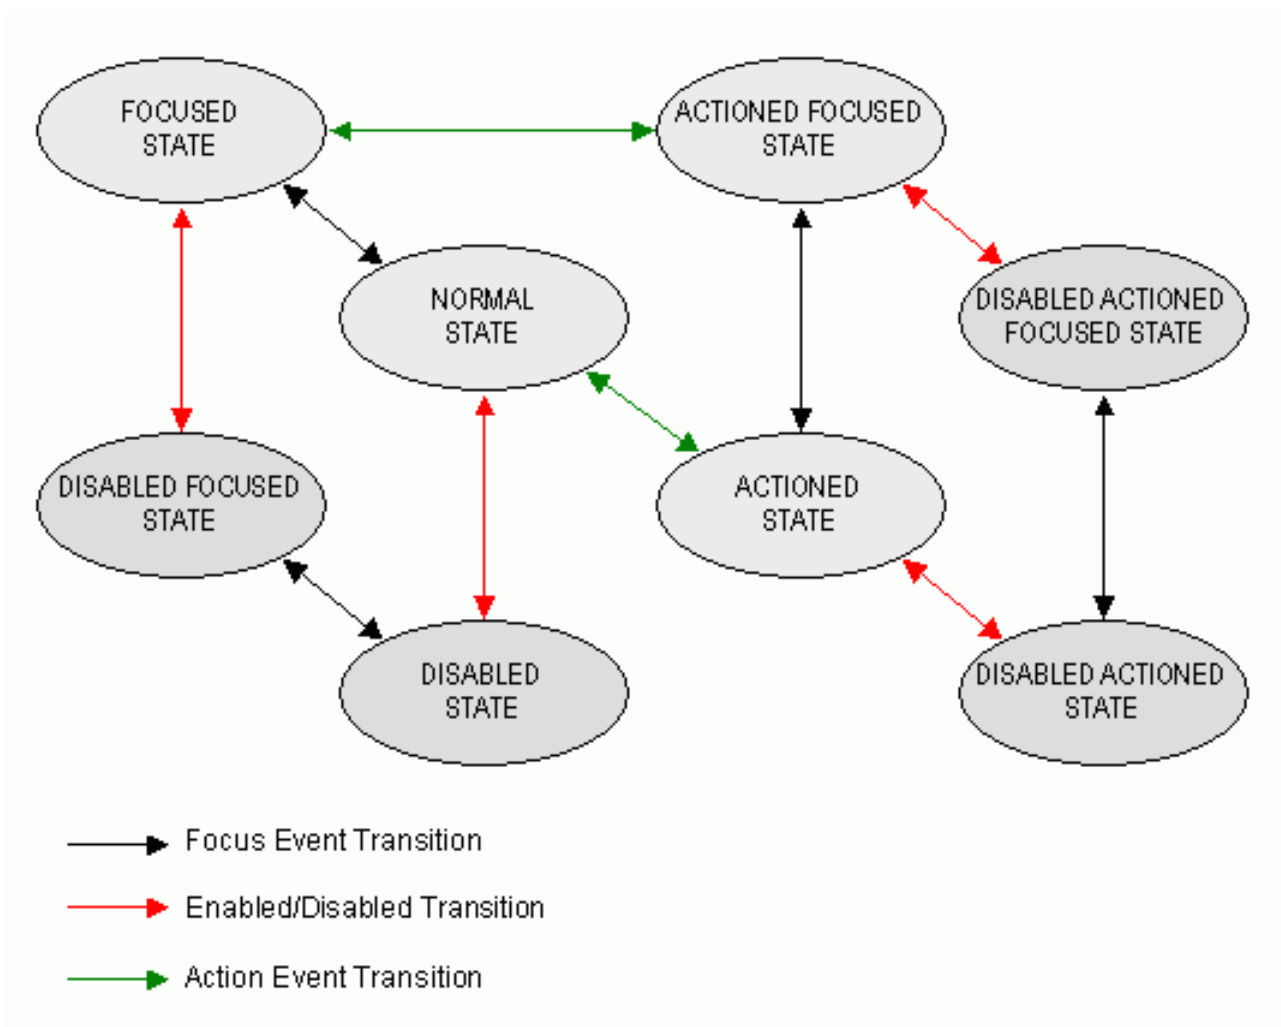 FOCUSED
STATE
ACTIONED FOCUSED
STATE
NORMAL
STATE
DISABLED ACTIONED
FOCUSED STATE
DISABLED FOCUSED
STATE
ACTIONED
STATE
DISABLED
STATE
DISABLED ACTIONED
STATE
Focus Event Transition
Enabled/Disabled Transition
Action Event Transition